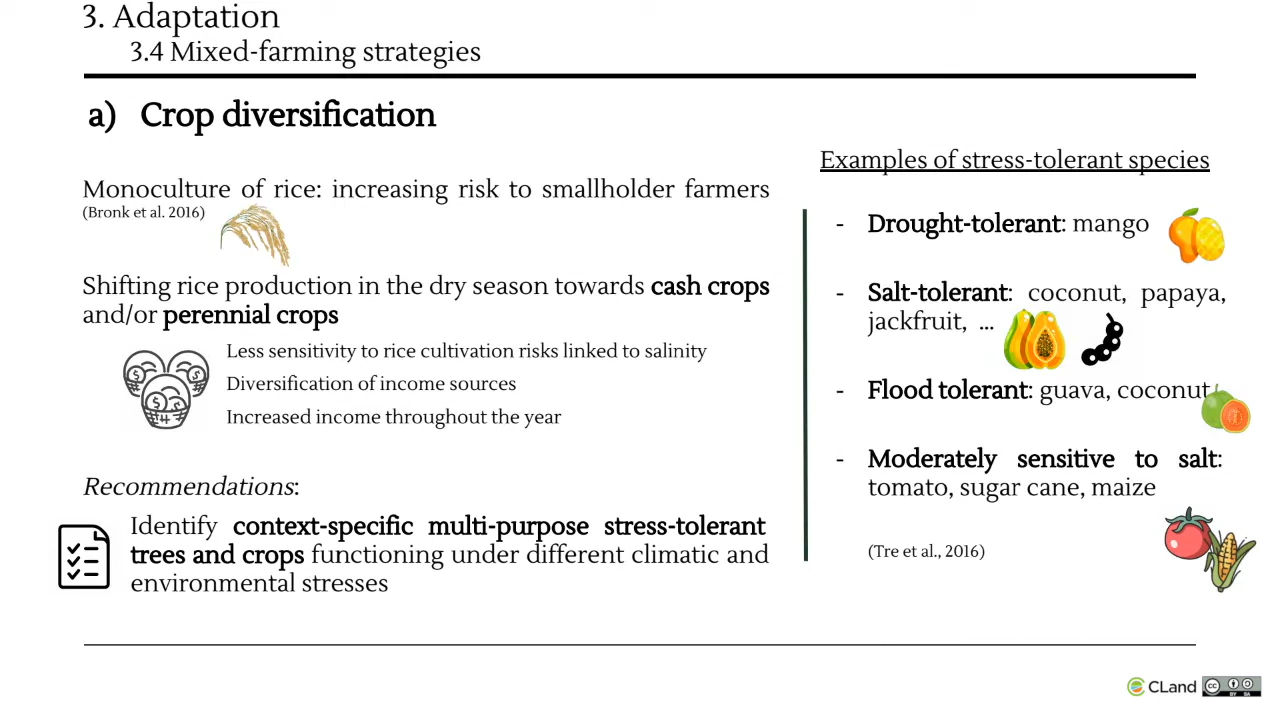 3. Adaptation
3.4 Mixed-farming strategies
a) Crop diversification
Monoculture of rice: increasing risk to smallholder farmers
(Bronk et al. 2016)
Shifting rice production in the dry season towards cash crops
and/or perennial crops
Less sensitivity to rice cultivation risks linked to salinity
Diversification of income sources
Increased income throughout the year
Recommendations:
Identify context-specific multi-purpose stress-tolerant
trees and crops functioning under different climatic and
environmental stresses
Examples of stress-tolerant species
- Drought-tolerant: mango
- Salt-tolerant: coconut, papaya,
jackfruit, ...
- Flood tolerant: guava, coconut
- Moderately sensitive to salt:
tomato, sugar cane, maize
(Tre et al., 2016)
CLand
cc BY SA